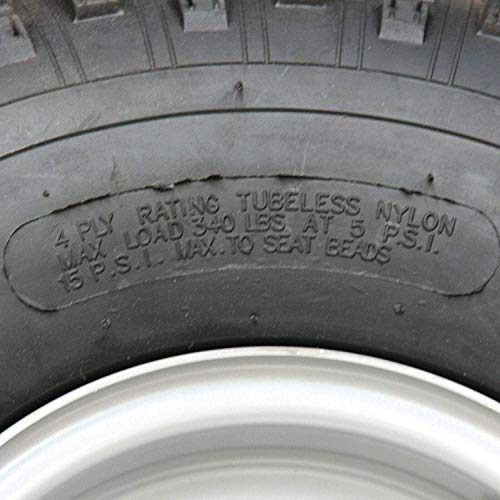 4 PLY RATING TUBELESS NYLON
MAX LOAD 340 LBS AT 5 P.S.I.
15 P.S.I. MAX. TO SEAT BEADS